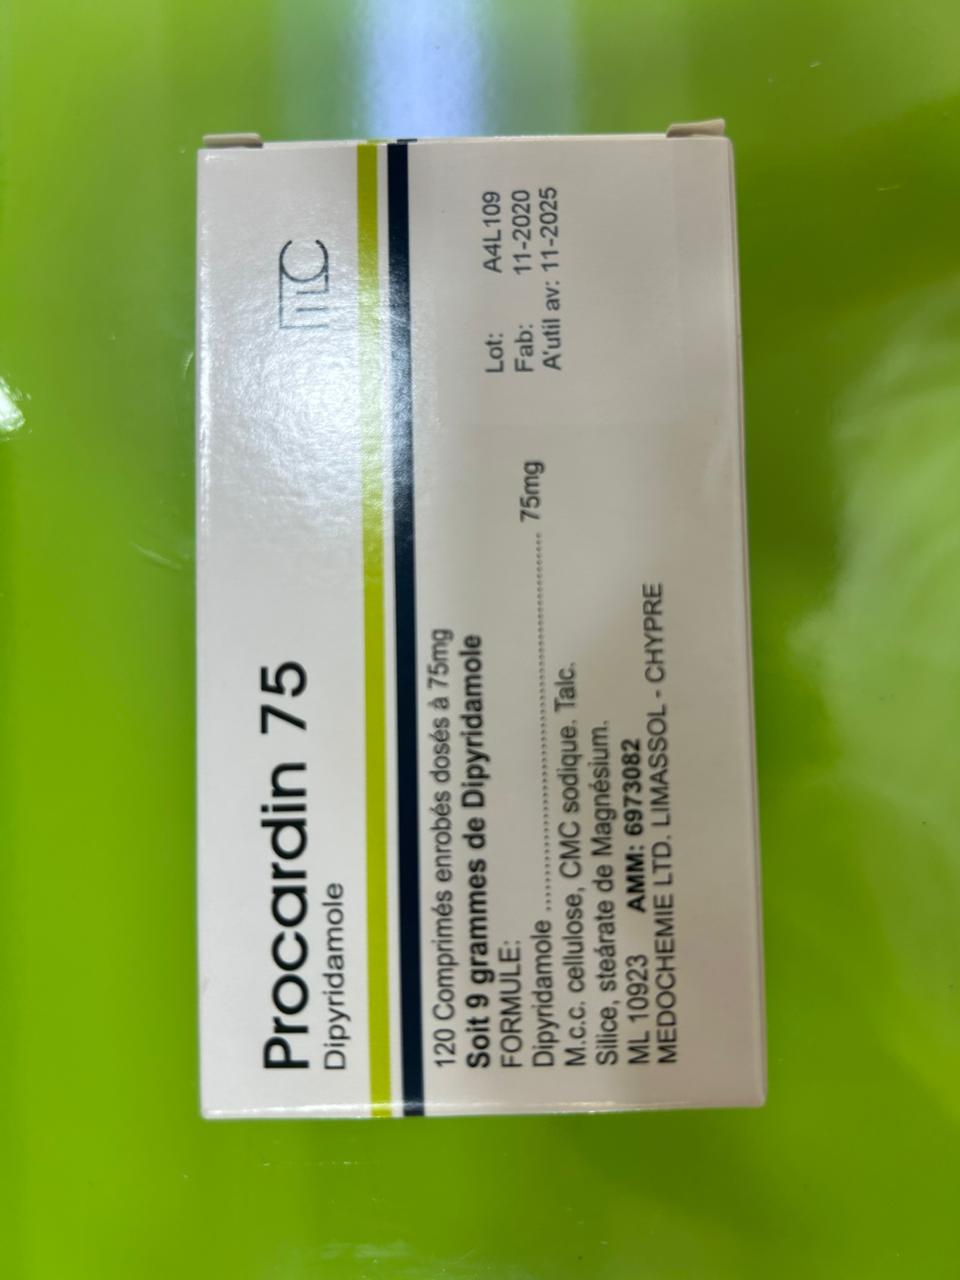 Procardin 75
Dipyridamole
mc
120 Comprimés enrobés dosés à 75mg
Soit 9 grammes de Dipyridamole
FORMULE:
Dipyridamole ............................................................ 75mg
M.c.c. cellulose, CMC sodique. Talc.
Silice, steárate de Magnésium.
ML 10923 AMM: 6973082
MEDOCHEMIE LTD. LIMASSOL - CHYPRE
Lot: A4L109
Fab: 11-2020
A'util av: 11-2025